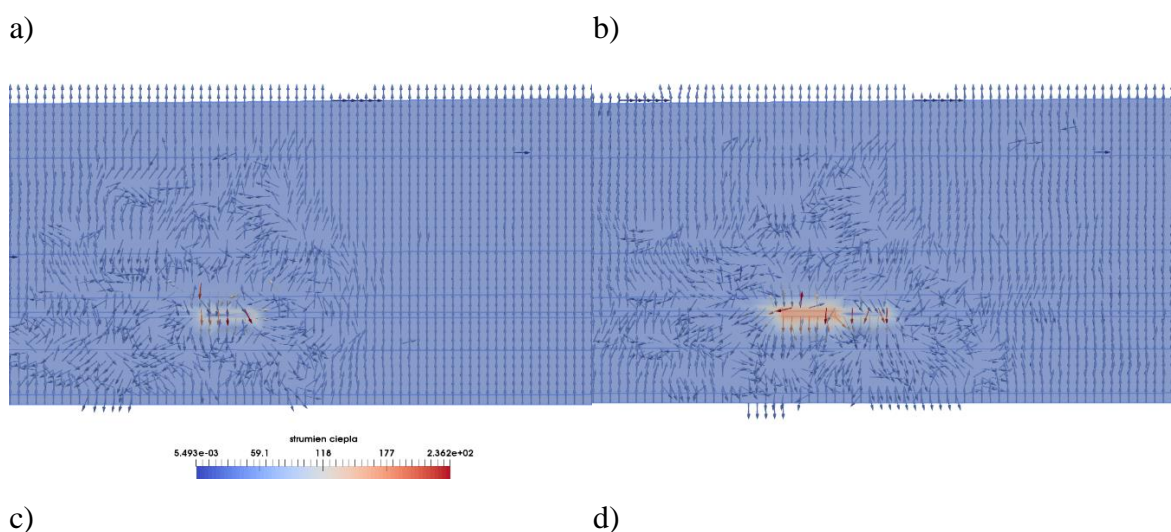 a) b)
strumien ciepla
5.493e-03 59.1 118 177 2.362e+02
c) d)